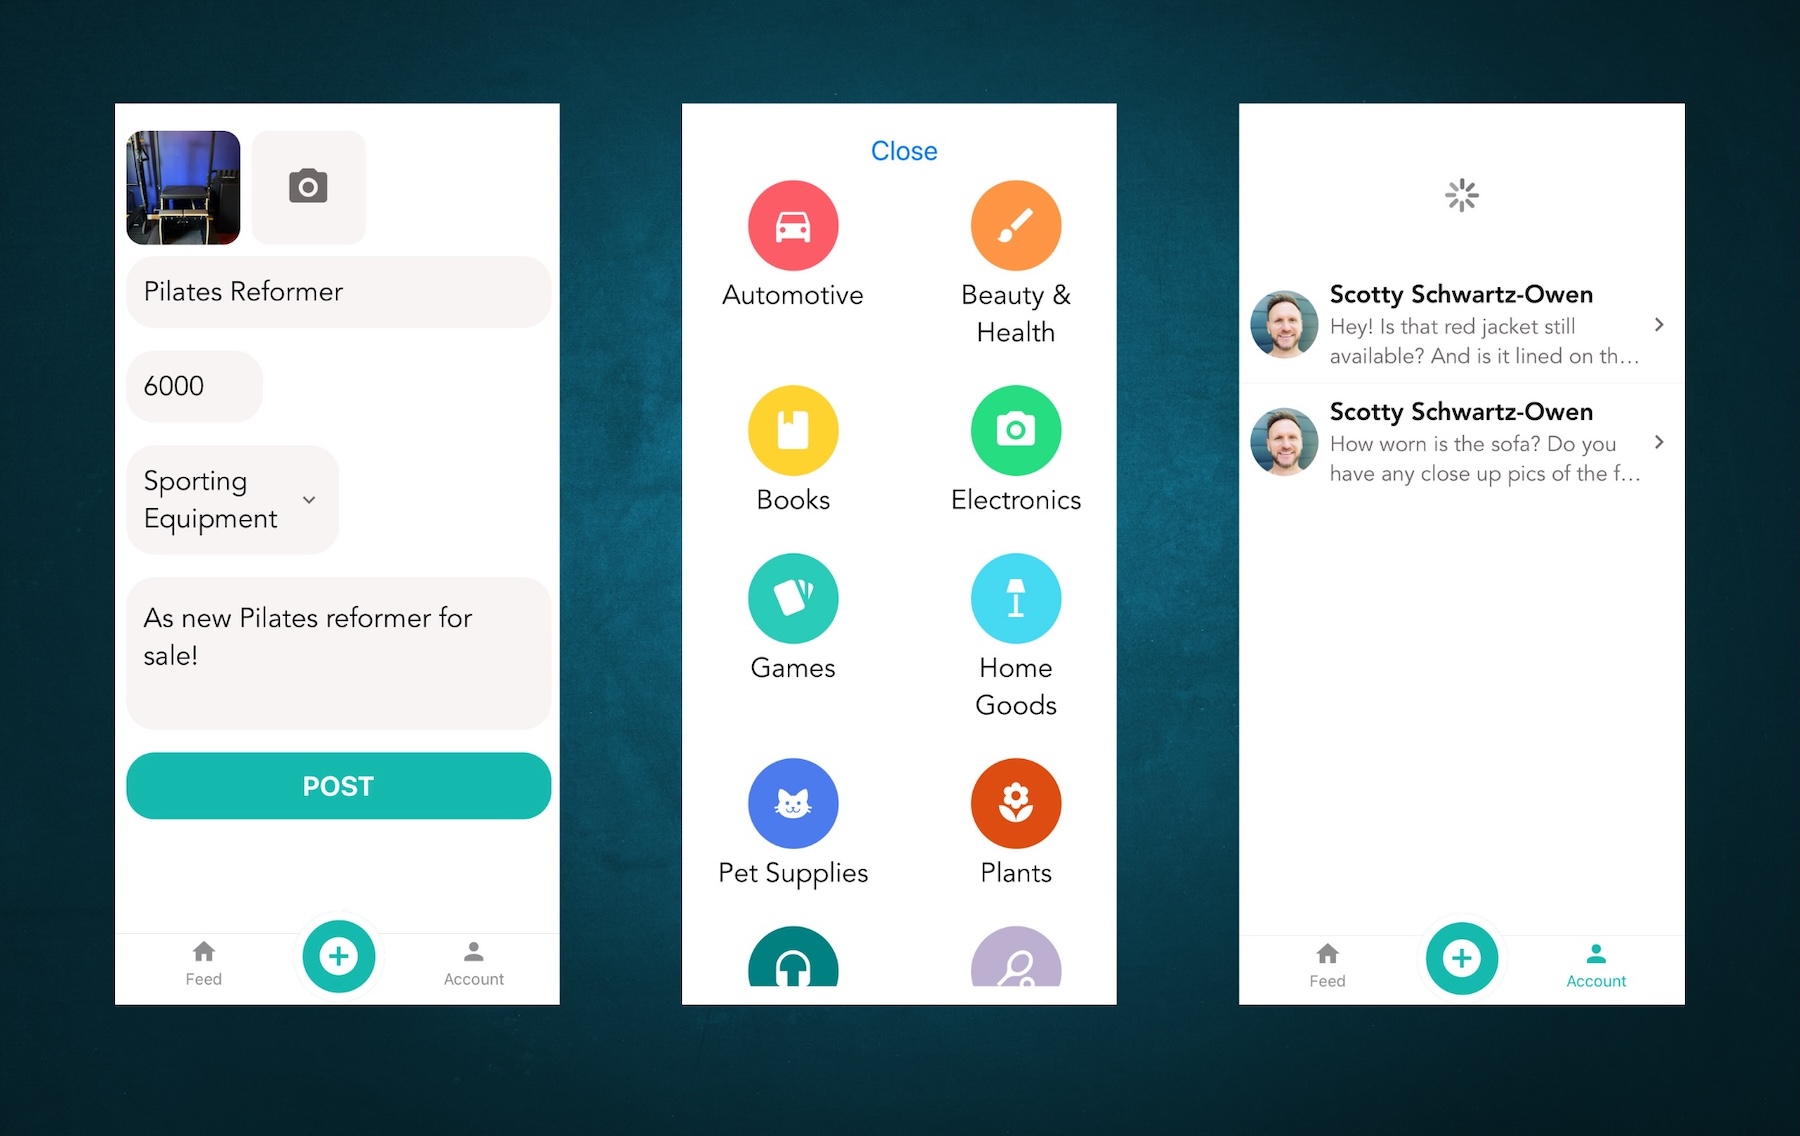 Pilates Reformer
6000
Sporting
Equipment
As new Pilates reformer for
sale!
POST
Feed
Account
Close
Automotive
Beauty &
Health
Books
Electronics
Games
Home
Goods
Pet Supplies
Plants
Scotty Schwartz-Owen
Hey! Is that red jacket still
available? And is it lined on th...
Scotty Schwartz-Owen
How worn is the sofa? Do you
have any close up pics of the f...
Feed
Account